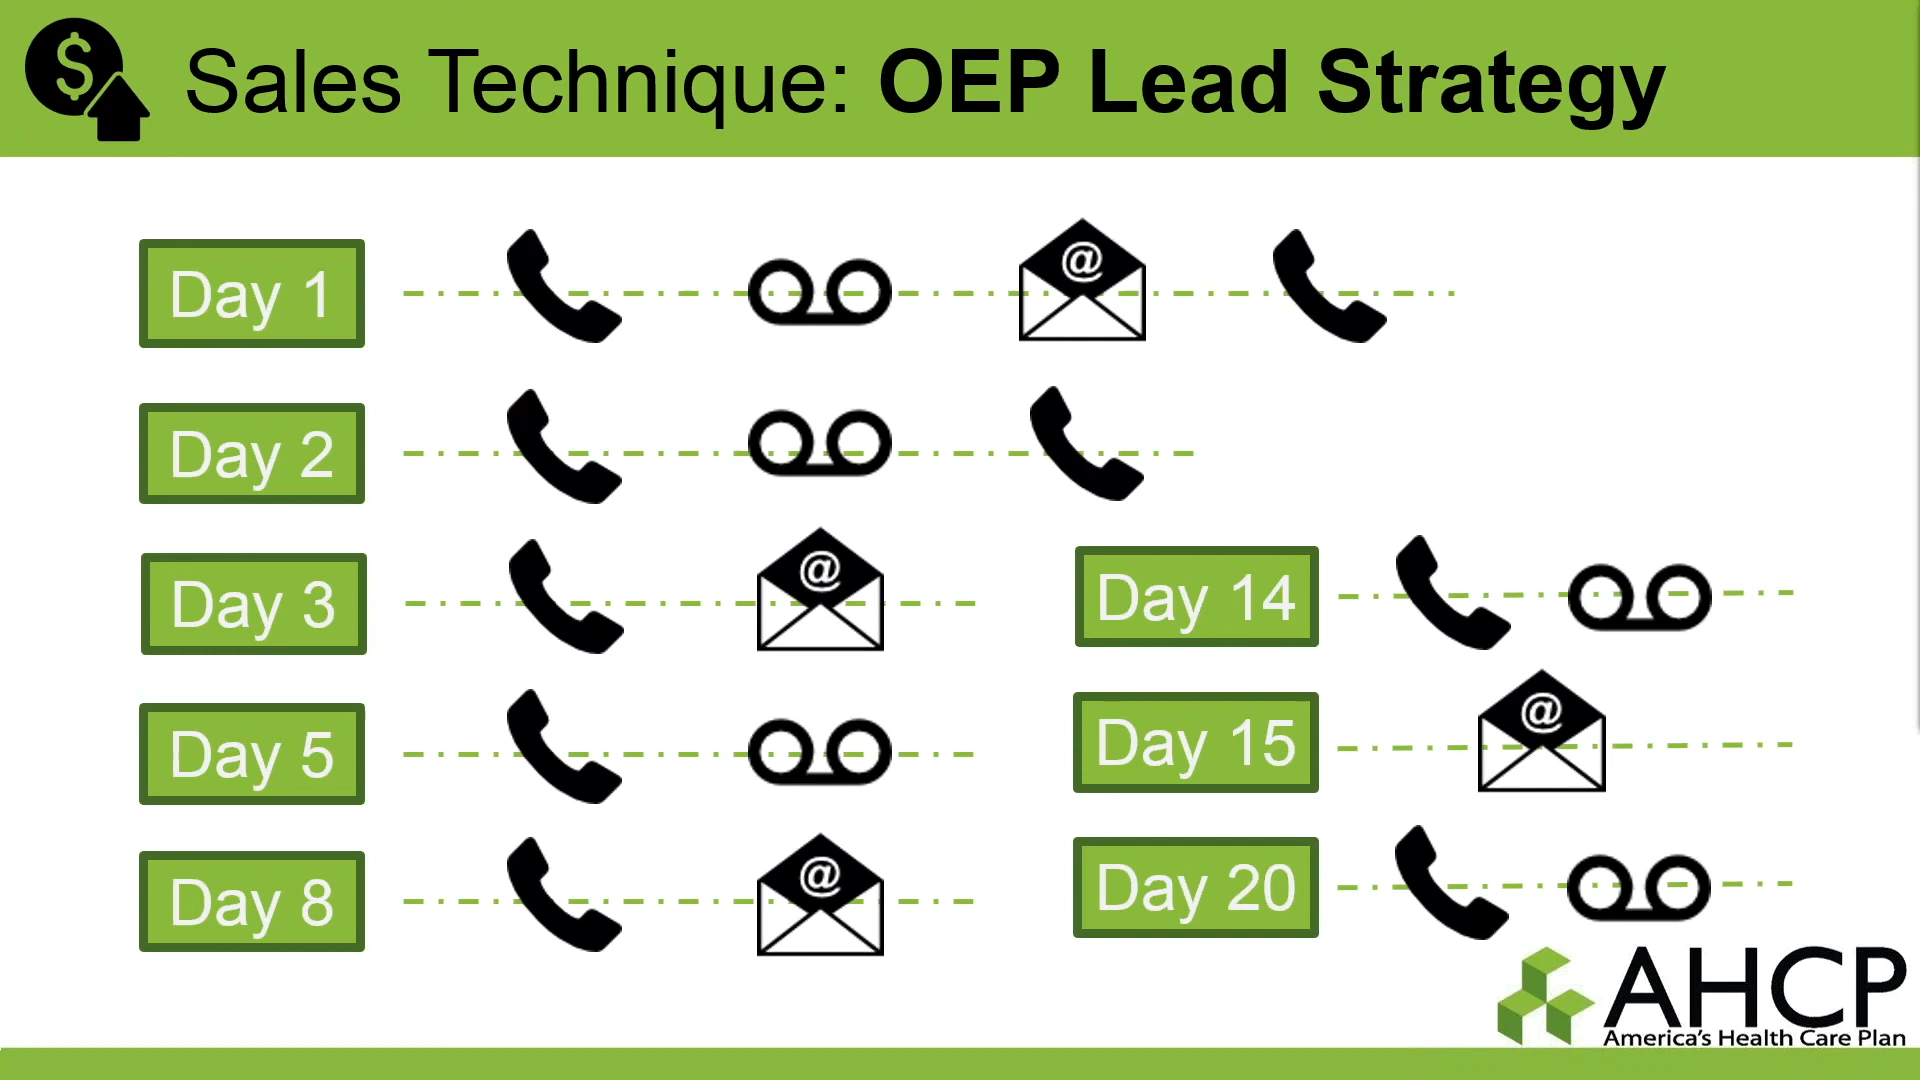 Sales Technique: OEP Lead Strategy
Day 1
@
Day 2
Day 3
@
Day 5
Day 8
@
Day 14
Day 15
@
Day 20
AHCP
America's Health Care Plan
$